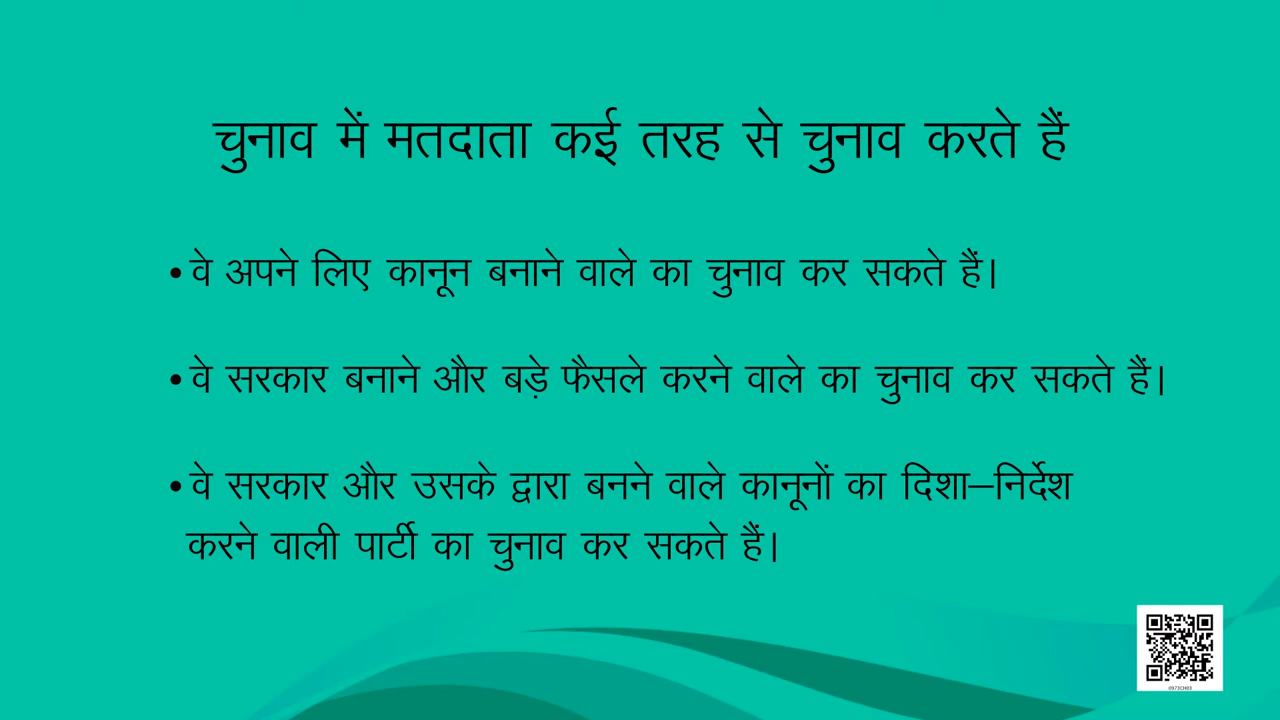 चुनाव में मतदाता कई तरह से चुनाव करते हैं
•वे अपने लिए कानून बनाने वाले का चुनाव कर सकते हैं।
•वे सरकार बनाने और बड़े फैसले करने वाले का चुनाव कर सकते हैं।
•वे सरकार और उसके द्वारा बनने वाले कानूनों का दिशा–निर्देश
करने वाली पार्टी का चुनाव कर सकते हैं।
0973CH03